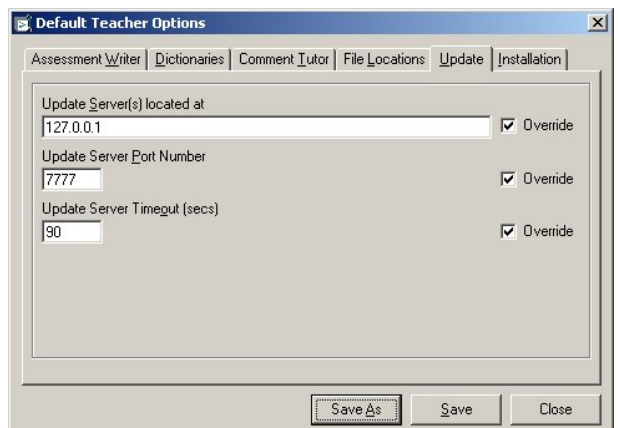 Default Teacher Options
Assessment Writer Dictionaries Comment Tutor File Locations Update Installation
Update Server(s) located at
127.0.0.1 Override
Update Server Port Number
7777 Override
Update Server Timeout (secs)
90 Override
Save As Save Close